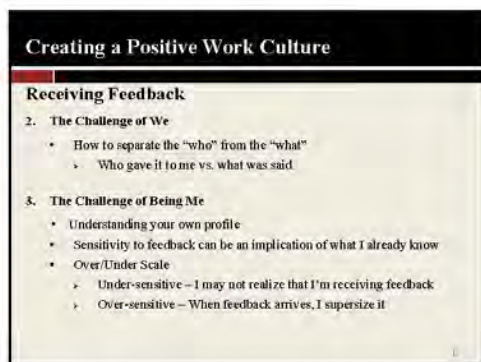 Creating a Positive Work Culture
Receiving Feedback
2. The Challenge of We
• How to separate the “who” from the “what”
➢ Who gave it to me vs. what was said
3. The Challenge of Being Me
• Understanding your own profile
• Sensitivity to feedback can be an implication of what I already know
• Over/Under Scale
➢ Under-sensitive – I may not realize that I'm receiving feedback
➢ Over-sensitive – When feedback arrives, I supersize it